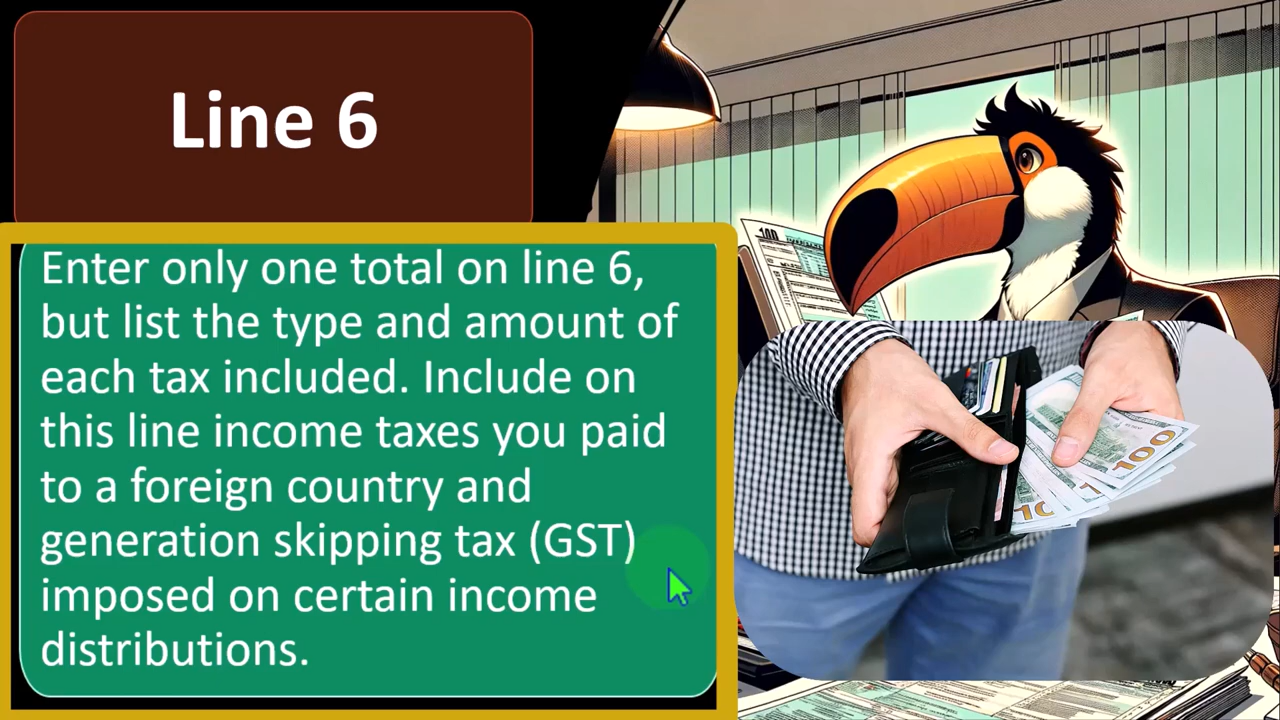 Line 6
Enter only one total on line 6,
but list the type and amount of
each tax included. Include on
this line income taxes you paid
to a foreign country and
generation skipping tax (GST)
imposed on certain income
distributions.
100